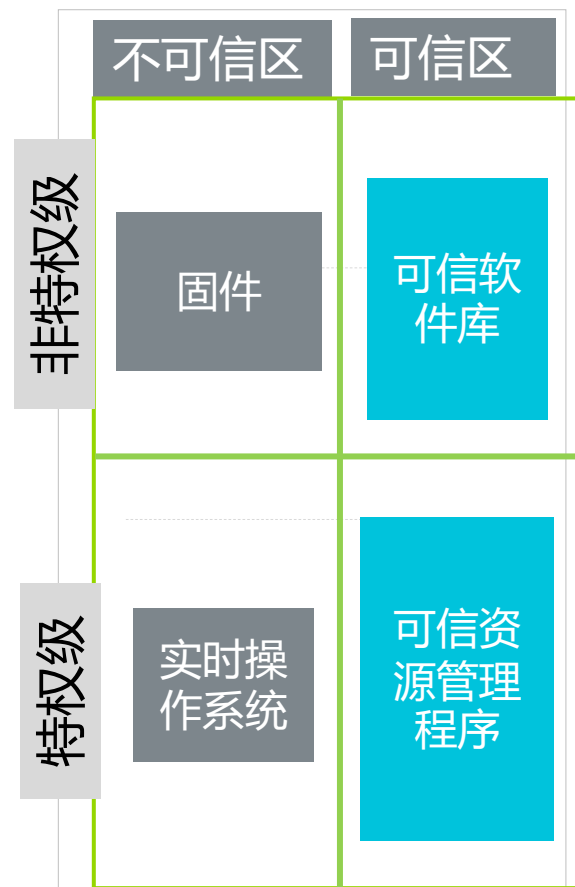 不可信区
可信区
非特权级
固件
可信软
件库
特权级
实时操
作系统
可信资
源管理
程序